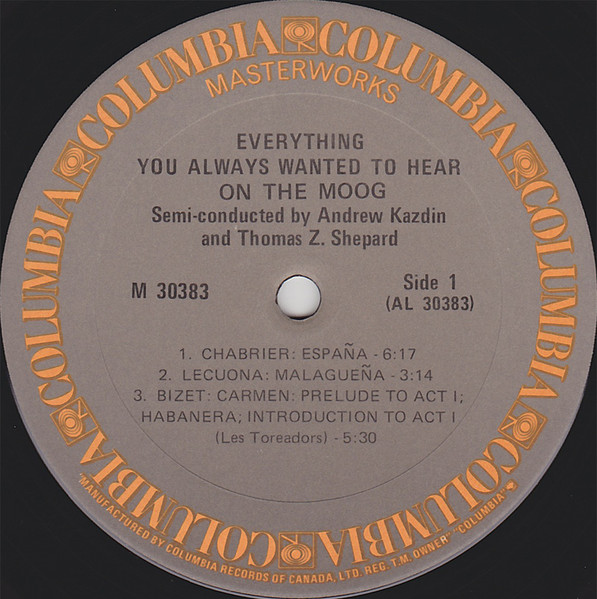 COLUMBIA COLUMBIA COLUMBIA COLUMBIA COLUMBIA COLUMBIA COLUMBIA
MASTERWORKS
EVERYTHING
YOU ALWAYS WANTED TO HEAR
ON THE MOOG
Semi-conducted by Andrew Kazdin
and Thomas Z. Shepard
M 30383
Side 1
(AL 30383)
1. CHABRIER: ESPAÑA - 6:17
2. LECUONA: MALAGUEÑA - 3:14
3. BIZET: CARMEN: PRELUDE TO ACT I;
HABANERA; INTRODUCTION TO ACT I
(Les Toreadors) - 5:30
"MANUFACTURED BY COLUMBIA RECORDS OF CANADA, LTD. REG. T.M. OWNER" "COLUMBIA"